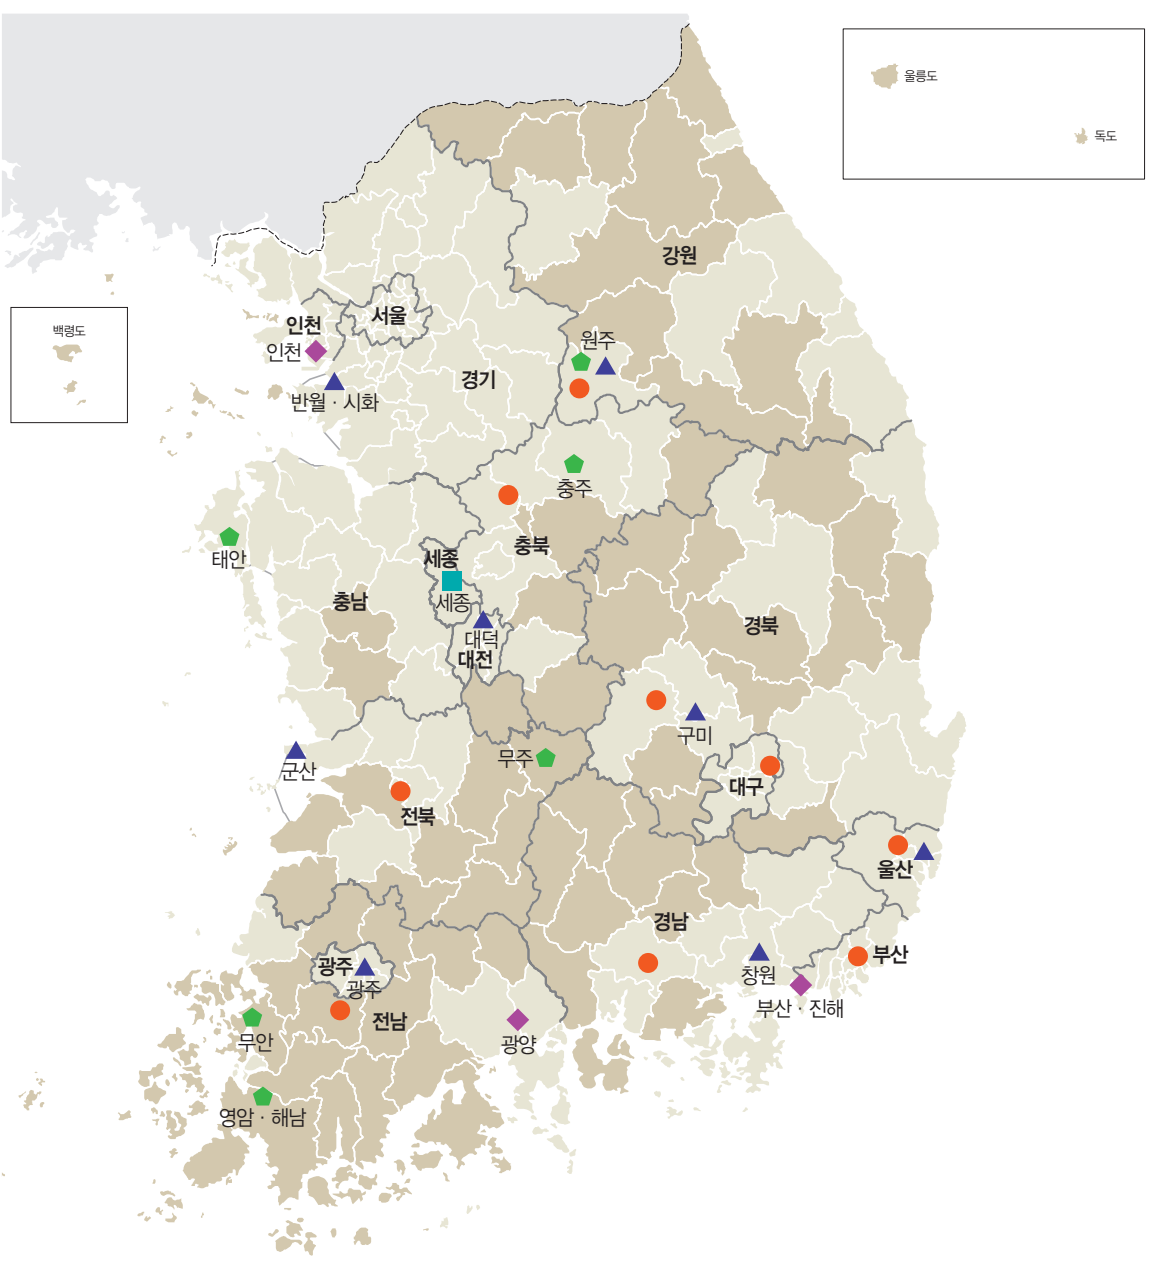 울릉도
독도
강원
백령도
인천
서울
인천
원주
경기
반월 · 시화
충주
충북
태안
세종
세종
충남
대덕
대전
경북
구미
무주
군산
대구
전북
울산
경남
부산
광주
광주
창원
부산 · 진해
전남
무안
광양
영암 · 해남